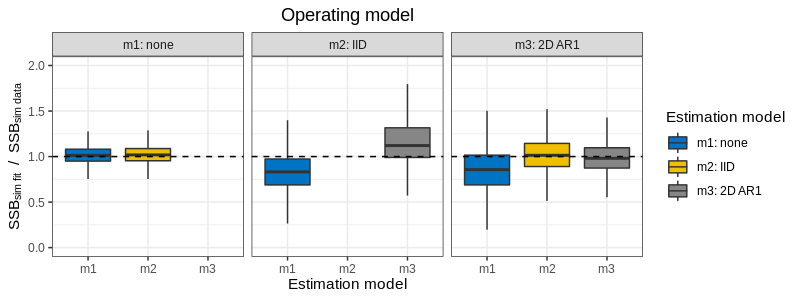 Operating model
m1: none
m2: IID
m3: 2D AR1
SSBsim fit / SSBsim data
2.0
1.5
1.0
0.5
0.0
m1
m2
m3
m1
m2
m3
m1
m2
m3
Estimation model
Estimation model
m1: none
m2: IID
m3: 2D AR1